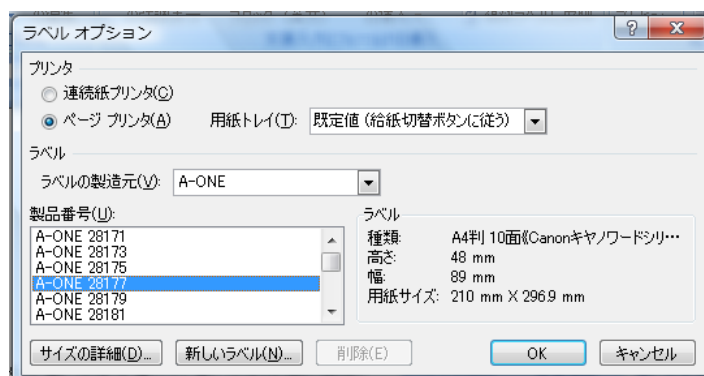 ラベル オプション
プリンタ
連続紙プリンタ(C)
ページ プリンタ(A) 用紙トレイ(T): 既定値 (給紙切替ボタンに従う)
ラベル
ラベルの製造元(V): A-ONE
製品番号(U):
A-ONE 28171
A-ONE 28173
A-ONE 28175
A-ONE 28177
A-ONE 28179
A-ONE 28181
ラベル
種類: A4判 10面《Canonキヤノワードシリ…
高さ: 48 mm
幅: 89 mm
用紙サイズ: 210 mm X 296.9 mm
サイズの詳細(D)... 新しいラベル(N)... 削除(E) OK キャンセル